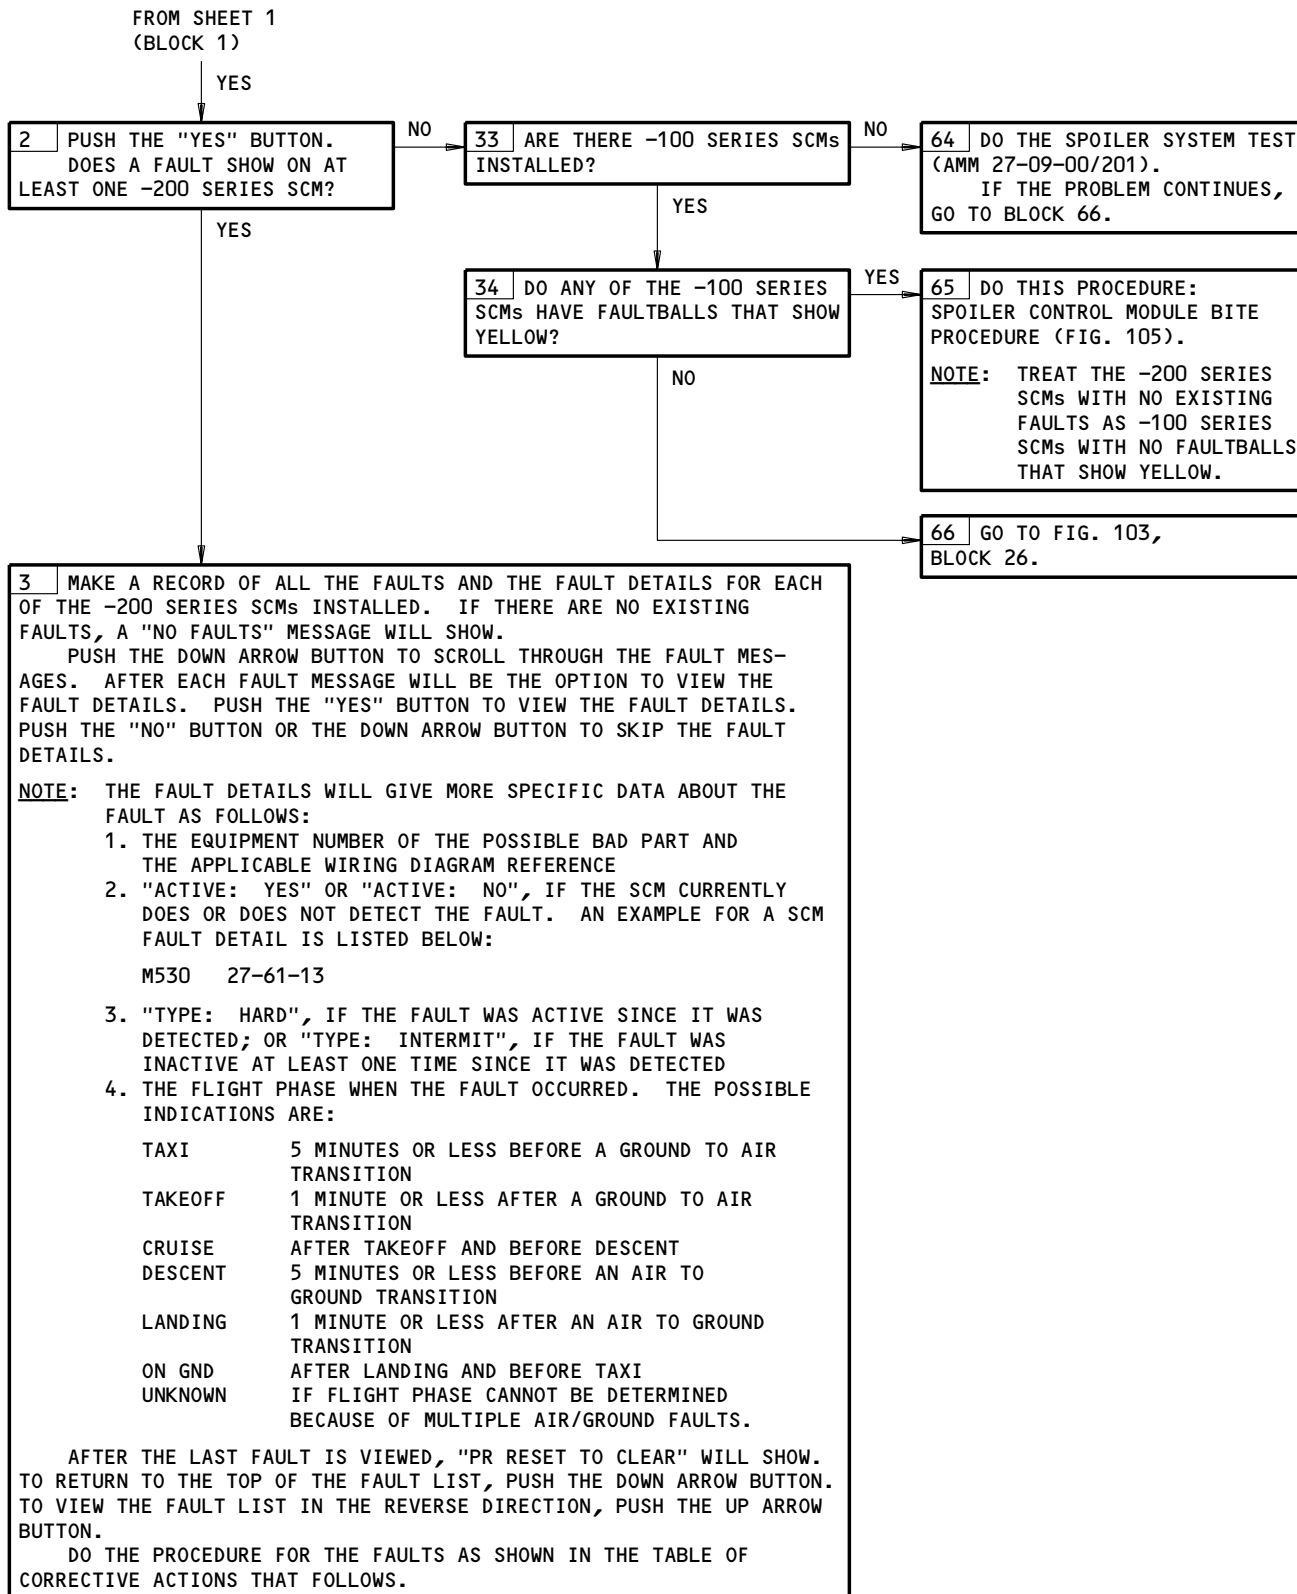 FROM SHEET 1
(BLOCK 1)
YES
2 PUSH THE "YES" BUTTON.
DOES A FAULT SHOW ON AT
LEAST ONE -200 SERIES SCM?
NO
33 ARE THERE -100 SERIES SCMs
INSTALLED?
NO
64 DO THE SPOILER SYSTEM TEST
(AMM 27-09-00/201).
IF THE PROBLEM CONTINUES,
GO TO BLOCK 66.
YES
YES
34 DO ANY OF THE -100 SERIES
SCMs HAVE FAULTBALLS THAT SHOW
YELLOW?
YES
65 DO THIS PROCEDURE:
SPOILER CONTROL MODULE BITE
PROCEDURE (FIG. 105).
NOTE: TREAT THE -200 SERIES
SCMs WITH NO EXISTING
FAULTS AS -100 SERIES
SCMs WITH NO FAULTBALLS
THAT SHOW YELLOW.
NO
66 GO TO FIG. 103,
BLOCK 26.
3 MAKE A RECORD OF ALL THE FAULTS AND THE FAULT DETAILS FOR EACH
OF THE -200 SERIES SCMs INSTALLED. IF THERE ARE NO EXISTING
FAULTS, A "NO FAULTS" MESSAGE WILL SHOW.
PUSH THE DOWN ARROW BUTTON TO SCROLL THROUGH THE FAULT MES-
AGES. AFTER EACH FAULT MESSAGE WILL BE THE OPTION TO VIEW THE
FAULT DETAILS. PUSH THE "YES" BUTTON TO VIEW THE FAULT DETAILS.
PUSH THE "NO" BUTTON OR THE DOWN ARROW BUTTON TO SKIP THE FAULT
DETAILS.
NOTE: THE FAULT DETAILS WILL GIVE MORE SPECIFIC DATA ABOUT THE
FAULT AS FOLLOWS:
1. THE EQUIPMENT NUMBER OF THE POSSIBLE BAD PART AND
THE APPLICABLE WIRING DIAGRAM REFERENCE
2. "ACTIVE: YES" OR "ACTIVE: NO", IF THE SCM CURRENTLY
DOES OR DOES NOT DETECT THE FAULT. AN EXAMPLE FOR A SCM
FAULT DETAIL IS LISTED BELOW:
M530 27-61-13
3. "TYPE: HARD", IF THE FAULT WAS ACTIVE SINCE IT WAS
DETECTED; OR "TYPE: INTERMIT", IF THE FAULT WAS
INACTIVE AT LEAST ONE TIME SINCE IT WAS DETECTED
4. THE FLIGHT PHASE WHEN THE FAULT OCCURRED. THE POSSIBLE
INDICATIONS ARE:
TAXI 5 MINUTES OR LESS BEFORE A GROUND TO AIR
TRANSITION
TAKEOFF 1 MINUTE OR LESS AFTER A GROUND TO AIR
TRANSITION
CRUISE AFTER TAKEOFF AND BEFORE DESCENT
DESCENT 5 MINUTES OR LESS BEFORE AN AIR TO
GROUND TRANSITION
LANDING 1 MINUTE OR LESS AFTER AN AIR TO GROUND
TRANSITION
ON GND AFTER LANDING AND BEFORE TAXI
UNKNOWN IF FLIGHT PHASE CANNOT BE DETERMINED
BECAUSE OF MULTIPLE AIR/GROUND FAULTS.
AFTER THE LAST FAULT IS VIEWED, "PR RESET TO CLEAR" WILL SHOW.
TO RETURN TO THE TOP OF THE FAULT LIST, PUSH THE DOWN ARROW BUTTON.
TO VIEW THE FAULT LIST IN THE REVERSE DIRECTION, PUSH THE UP ARROW
BUTTON.
DO THE PROCEDURE FOR THE FAULTS AS SHOWN IN THE TABLE OF
CORRECTIVE ACTIONS THAT FOLLOWS.